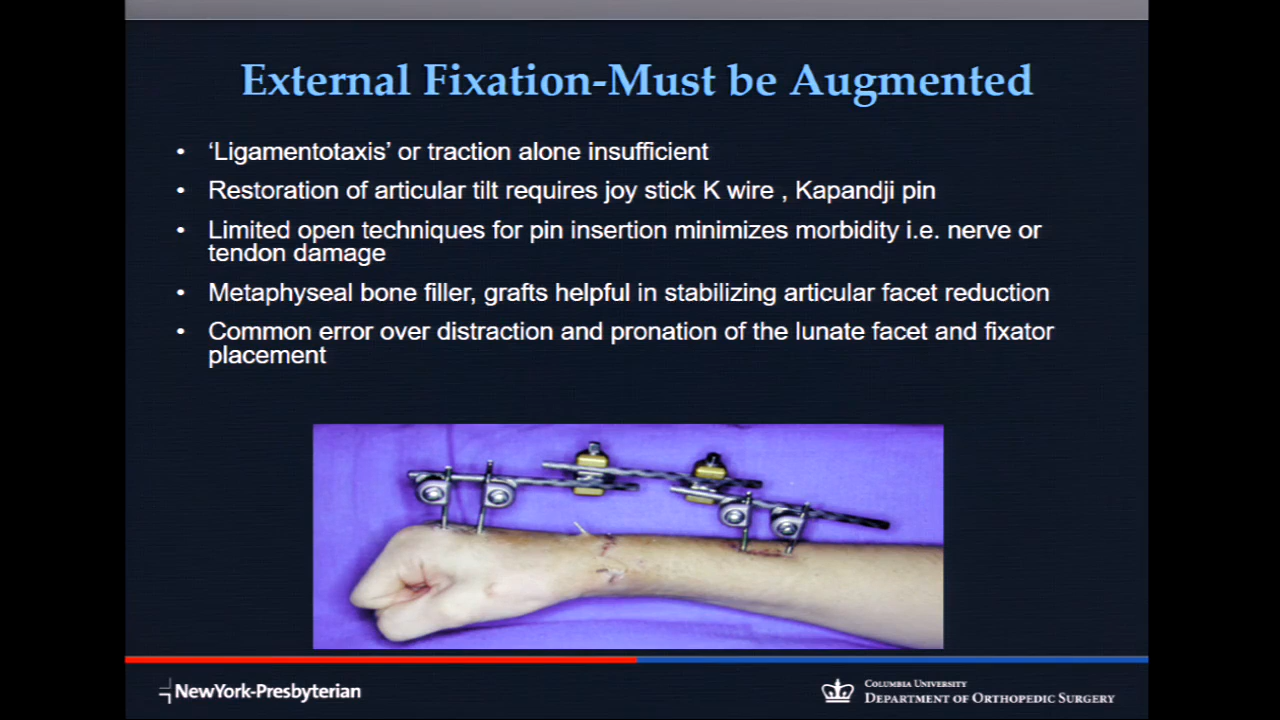 External Fixation-Must be Augmented
• ‘Ligamentotaxis’ or traction alone insufficient
• Restoration of articular tilt requires joy stick K wire , Kapandji pin
• Limited open techniques for pin insertion minimizes morbidity i.e. nerve or
tendon damage
• Metaphyseal bone filler, grafts helpful in stabilizing articular facet reduction
• Common error over distraction and pronation of the lunate facet and fixator
placement
NewYork-Presbyterian
COLUMBIA UNIVERSITY
DEPARTMENT OF ORTHOPEDIC SURGERY